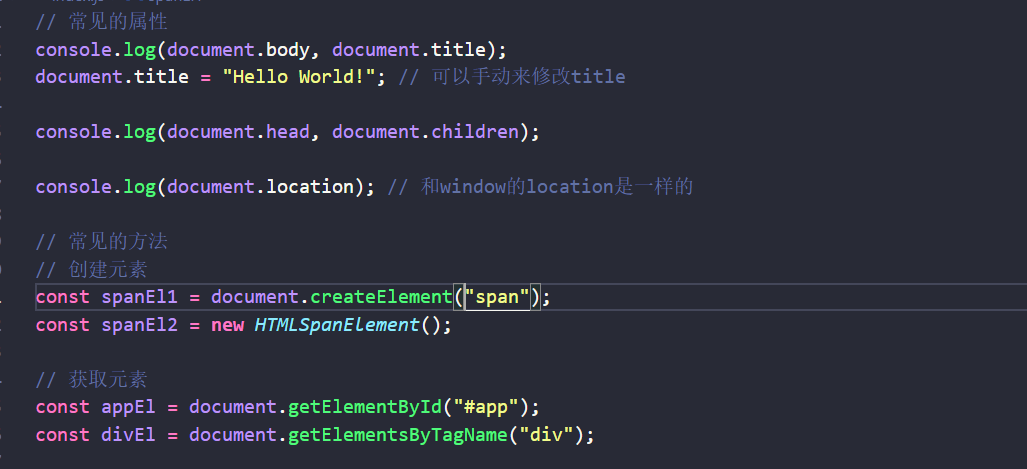 // 常见的属性
console.log(document.body, document.title);
document.title = "Hello World!"; // 可以手动来修改title
console.log(document.head, document.children);
console.log(document.location); // 和window的location是一样的
// 常见的方法
// 创建元素
const spanEl1 = document.createElement("span");
const spanEl2 = new HTMLSpanElement();
// 获取元素
const appEl = document.getElementById("#app");
const divEl = document.getElementsByTagName("div");